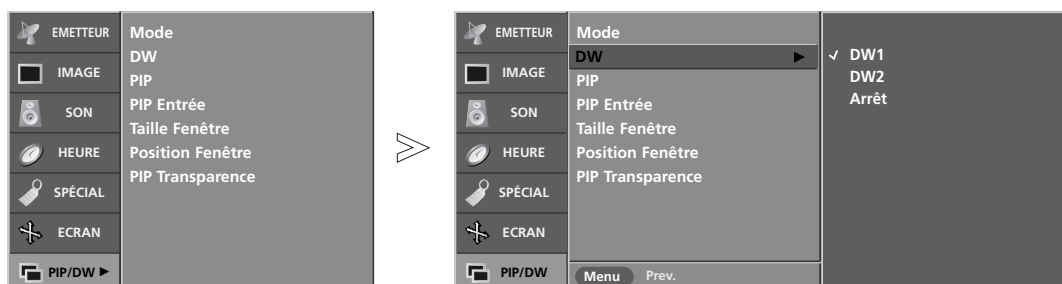 EMETTEUR
IMAGE
SON
HEURE
SPÉCIAL
ECRAN
PIP/DW ►
Mode
DW
PIP
PIP Entrée
Taille Fenêtre
Position Fenêtre
PIP Transparence
EMETTEUR
IMAGE
SON
HEURE
SPÉCIAL
ECRAN
PIP/DW
Mode
DW ►
PIP
PIP Entrée
Taille Fenêtre
Position Fenêtre
PIP Transparence
Menu Prev.
✓ DW1
DW2
Arrêt